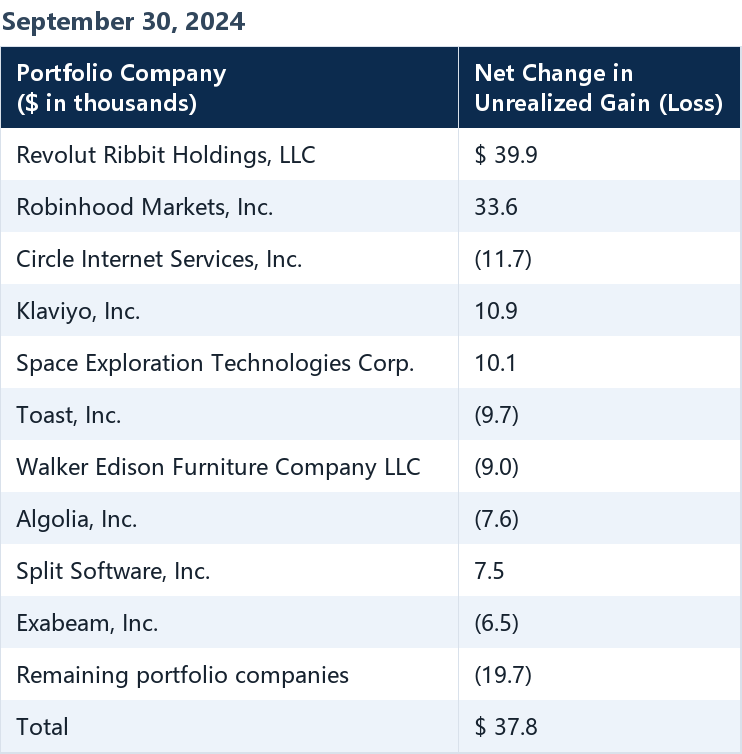 September 30, 2024
Portfolio Company
($ in thousands)
Net Change in
Unrealized Gain (Loss)
Revolut Ribbit Holdings, LLC $ 39.9
Robinhood Markets, Inc. 33.6
Circle Internet Services, Inc. (11.7)
Klaviyo, Inc. 10.9
Space Exploration Technologies Corp. 10.1
Toast, Inc. (9.7)
Walker Edison Furniture Company LLC (9.0)
Algolia, Inc. (7.6)
Split Software, Inc. 7.5
Exabeam, Inc. (6.5)
Remaining portfolio companies (19.7)
Total $ 37.8